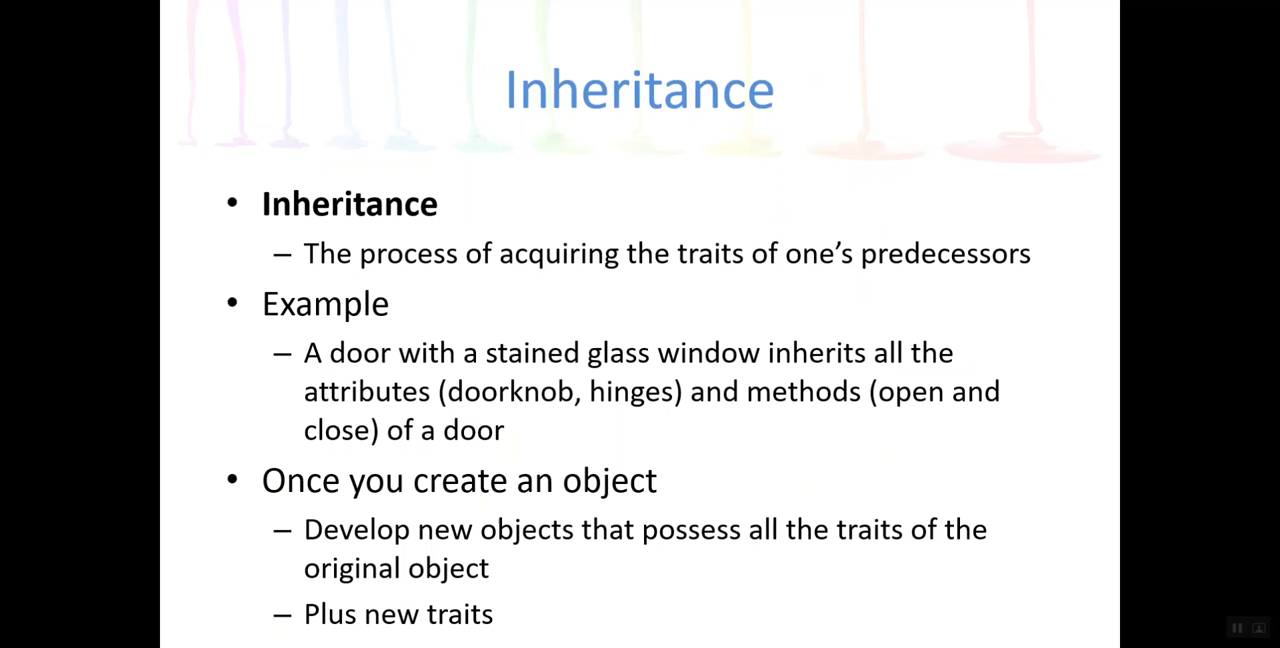 Inheritance
• Inheritance
– The process of acquiring the traits of one’s predecessors
• Example
– A door with a stained glass window inherits all the
attributes (doorknob, hinges) and methods (open and
close) of a door
• Once you create an object
– Develop new objects that possess all the traits of the
original object
– Plus new traits